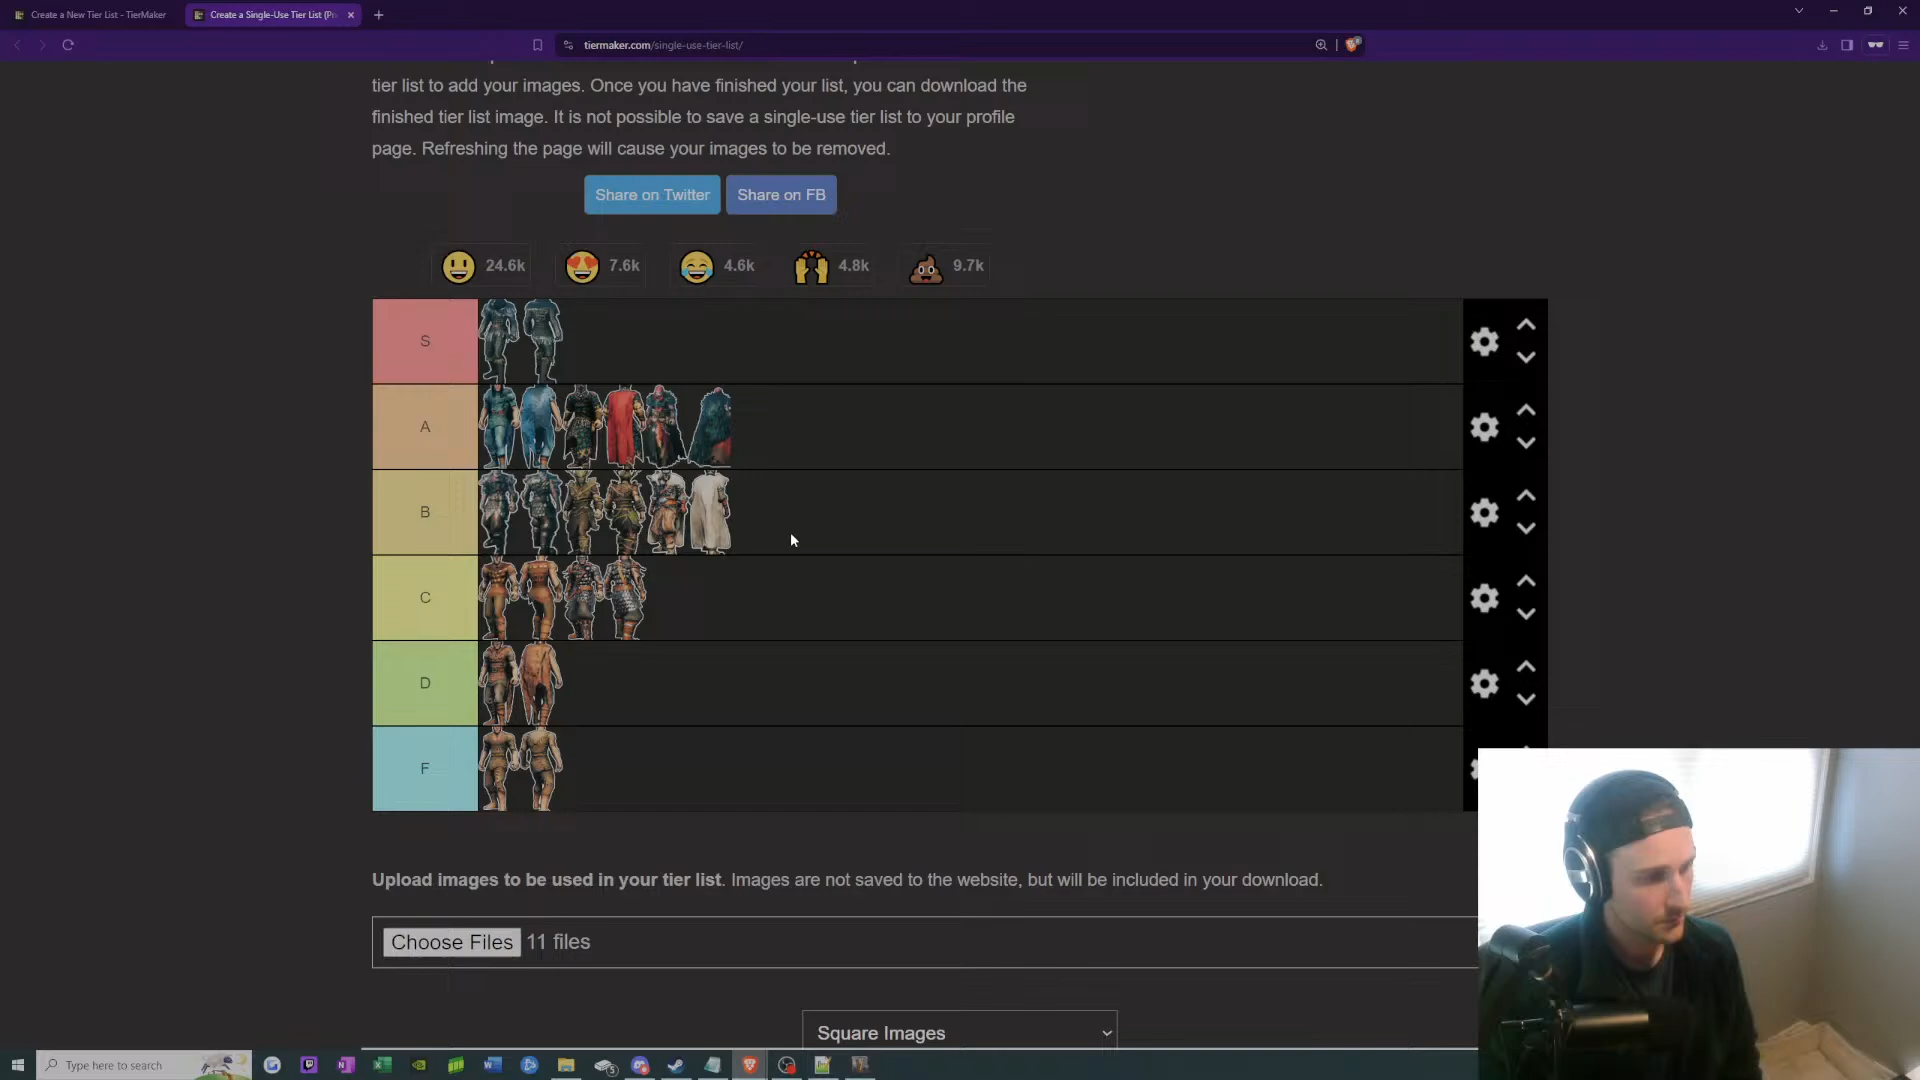 Create a New Tier List - TierMaker
Create a Single-Use Tier List (Pr
tiermaker.com/single-use-tier-list/
tier list to add your images. Once you have finished your list, you can download the
finished tier list image. It is not possible to save a single-use tier list to your profile
page. Refreshing the page will cause your images to be removed.
Share on Twitter
Share on FB
24.6k
7.6k
4.6k
4.8k
9.7k
S
A
B
C
D
F
Upload images to be used in your tier list. Images are not saved to the website, but will be included in your download.
Choose Files 11 files
Square Images
Type here to search